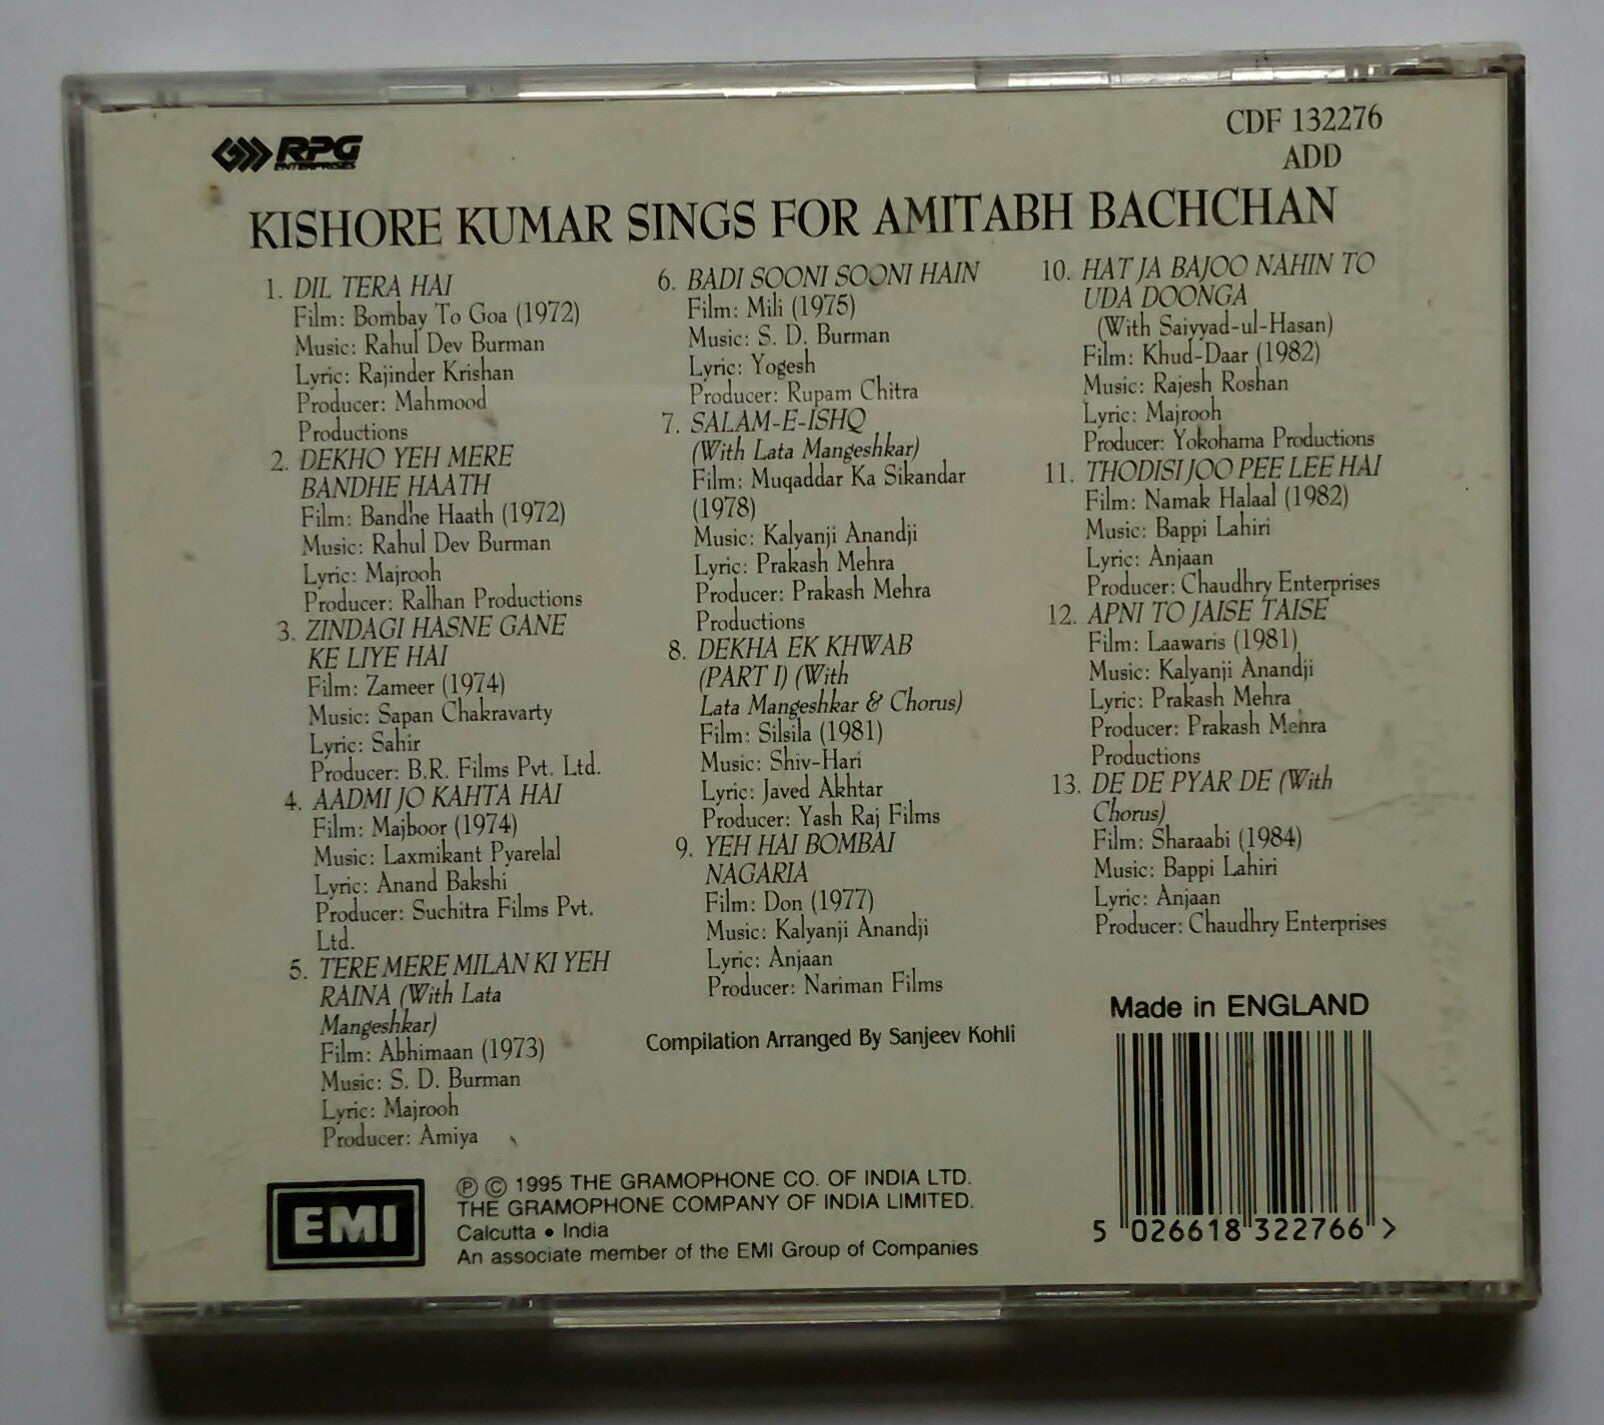 RPG
ENTERPRISES
CDF 132276
ADD
KISHORE KUMAR SINGS FOR AMITABH BACHCHAN
1. DIL TERA HAI
Film: Bombay To Goa (1972)
Music: Rahul Dev Burman
Lyric: Rajinder Krishan
Producer: Mahmood
Productions
2. DEKHO YEH MERE
BANDHE HAATH
Film: Bandhe Haath (1972)
Music: Rahul Dev Burman
Lyric: Majrooh
Producer: Ralhan Productions
3. ZINDAGI HASNE GANE
KE LIYE HAI
Film: Zameer (1974)
Music: Sapan Chakravarty
Lyric: Sahir
Producer: B.R. Films Pvt. Ltd.
4. AADMI JO KAHTA HAI
Film: Majboor (1974)
Music: Laxmikant Pyarelal
Lyric: Anand Bakshi
Producer: Suchitra Films Pvt.
Ltd.
5. TERE MERE MILAN KI YEH
RAINA (With Lata
Mangeshkar)
Film: Abhimaan (1973)
Music: S. D. Burman
Lyric: Majrooh
Producer: Amiya
6. BADI SOONI SOONI HAIN
Film: Mili (1975)
Music: S. D. Burman
Lyric: Yogesh
Producer: Rupam Chitra
7. SALAM-E-ISHQ
(With Lata Mangeshkar)
Film: Muqaddar Ka Sikandar
(1978)
Music: Kalyanji Anandji
Lyric: Prakash Mehra
Producer: Prakash Mehra
Productions
8. DEKHA EK KHWAB
(PART I) (With
Lata Mangeshkar & Chorus)
Film: Silsila (1981)
Music: Shiv-Hari
Lyric: Javed Akhtar
Producer: Yash Raj Films
9. YEH HAI BOMBAI
NAGARIA
Film: Don (1977)
Music: Kalyanji Anandji
Lyric: Anjaan
Producer: Nariman Films
10. HAT JA BAJOO NAHIN TO
UDA DOONGA
(With Saiyyad-ul-Hasan)
Film: Khud-Daar (1982)
Music: Rajesh Roshan
Lyric: Majrooh
Producer: Yokohama Productions
11. THODISI JOO PEE LEE HAI
Film: Namak Halaal (1982)
Music: Bappi Lahiri
Lyric: Anjaan
Producer: Chaudhry Enterprises
12. APNI TO JAISE TAISE
Film: Laawaris (1981)
Music: Kalyanji Anandji
Lyric: Prakash Mehra
Producer: Prakash Mehra
Productions
13. DE DE PYAR DE (With
Chorus)
Film: Sharaabi (1984)
Music: Bappi Lahiri
Lyric: Anjaan
Producer: Chaudhry Enterprises
Compilation Arranged By Sanjeev Kohli
Made in ENGLAND
5 026618 322766 >
EMI
℗ © 1995 THE GRAMOPHONE CO. OF INDIA LTD.
THE GRAMOPHONE COMPANY OF INDIA LIMITED.
Calcutta • India
An associate member of the EMI Group of Companies